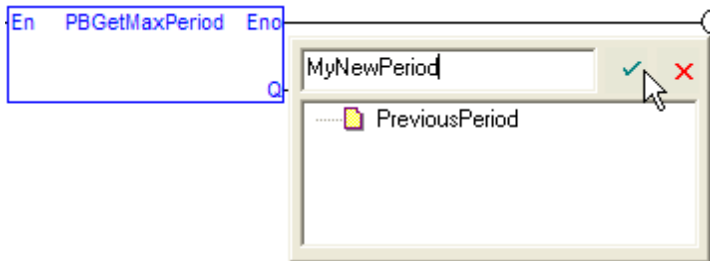 En PBGetMaxPeriod Eno
MyNewPeriod
Q
PreviousPeriod